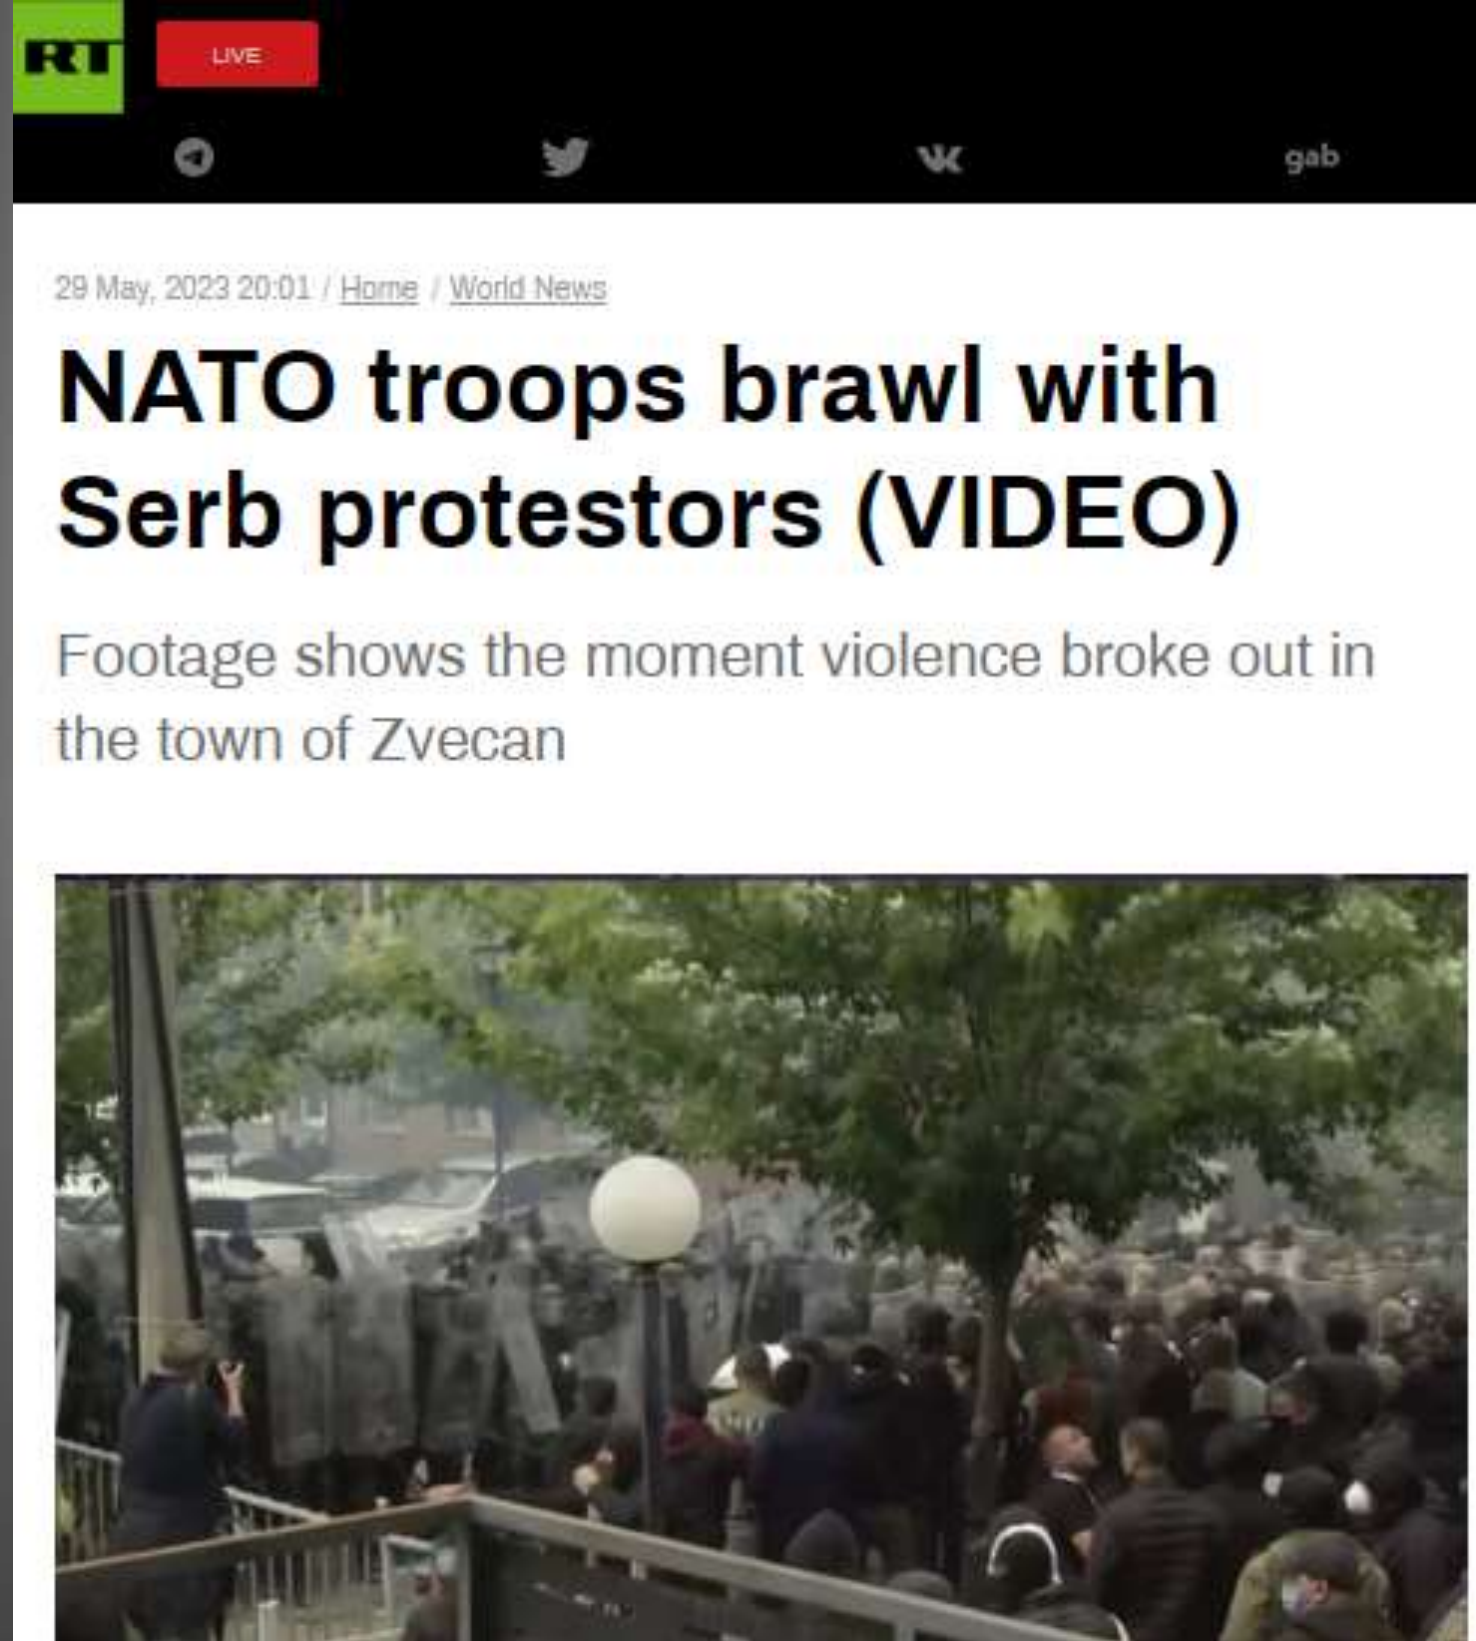 RT
LIVE
gab
29 May, 2023 20:01 / Home / World News
NATO troops brawl with
Serb protestors (VIDEO)
Footage shows the moment violence broke out in
the town of Zvecan